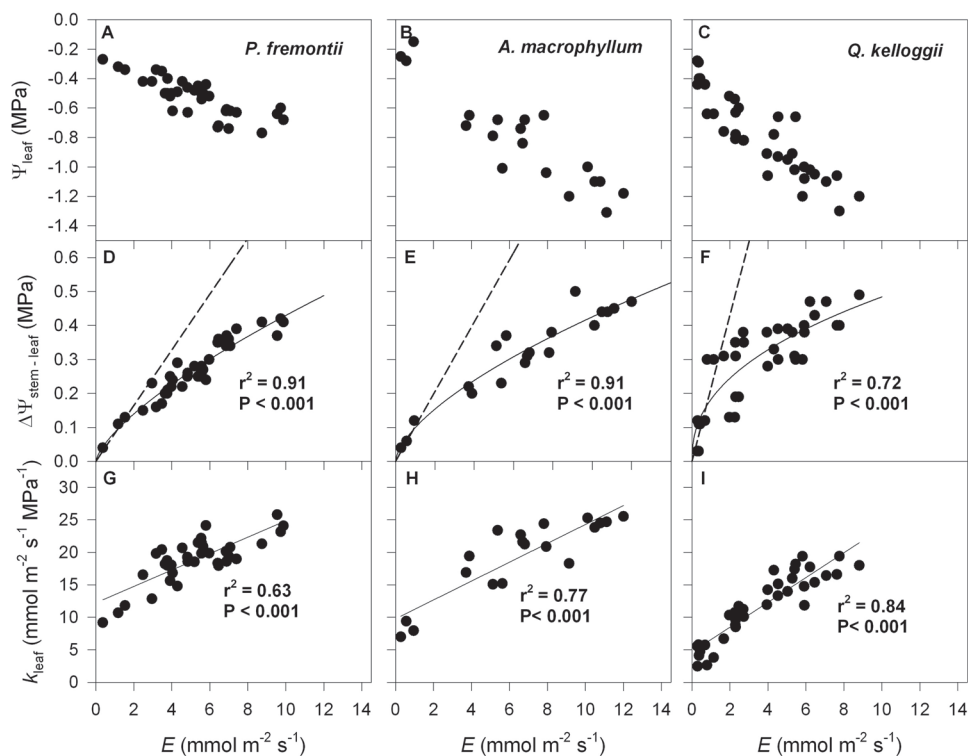 A
P. fremontii
B
A. macrophyllum
C
Q. kelloggii
0.0
-0.2
-0.4
-0.6
-0.8
-1.0
-1.2
-1.4
Ψleaf (MPa)
D
E
F
0.6
0.5
0.4
0.3
0.2
0.1
0.0
ΔΨstem - leaf (MPa)
r² = 0.91
P < 0.001
r² = 0.91
P < 0.001
r² = 0.72
P < 0.001
G
H
I
30
25
20
15
10
5
0
kleaf (mmol m⁻² s⁻¹ MPa⁻¹)
r² = 0.63
P < 0.001
r² = 0.77
P< 0.001
r² = 0.84
P< 0.001
0 2 4 6 8 10 12 14
0 2 4 6 8 10 12 14
0 2 4 6 8 10 12 14
E (mmol m⁻² s⁻¹)
E (mmol m⁻² s⁻¹)
E (mmol m⁻² s⁻¹)